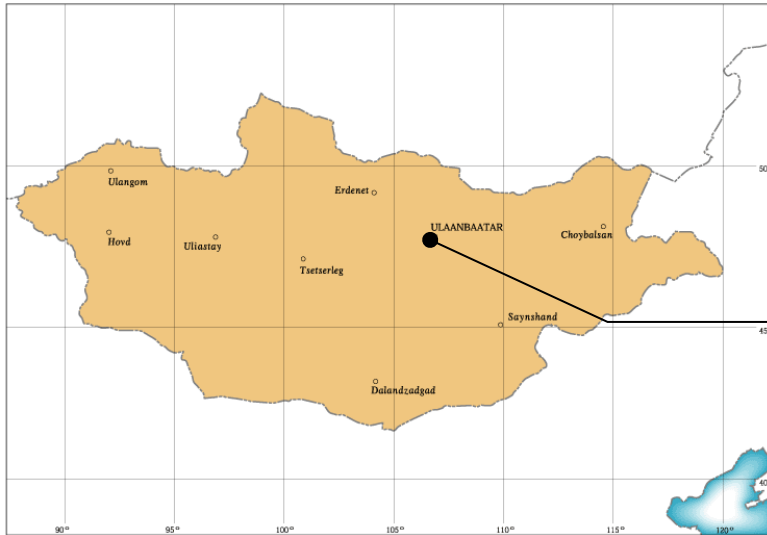 50
Ulangom
Erdenet
ULAANBAATAR
Choybalsan
Hovd
Uliastay
Tsetserleg
Saynshand
45
Dalandzadgad
40
90°
95°
100°
105°
110°
115°
120°